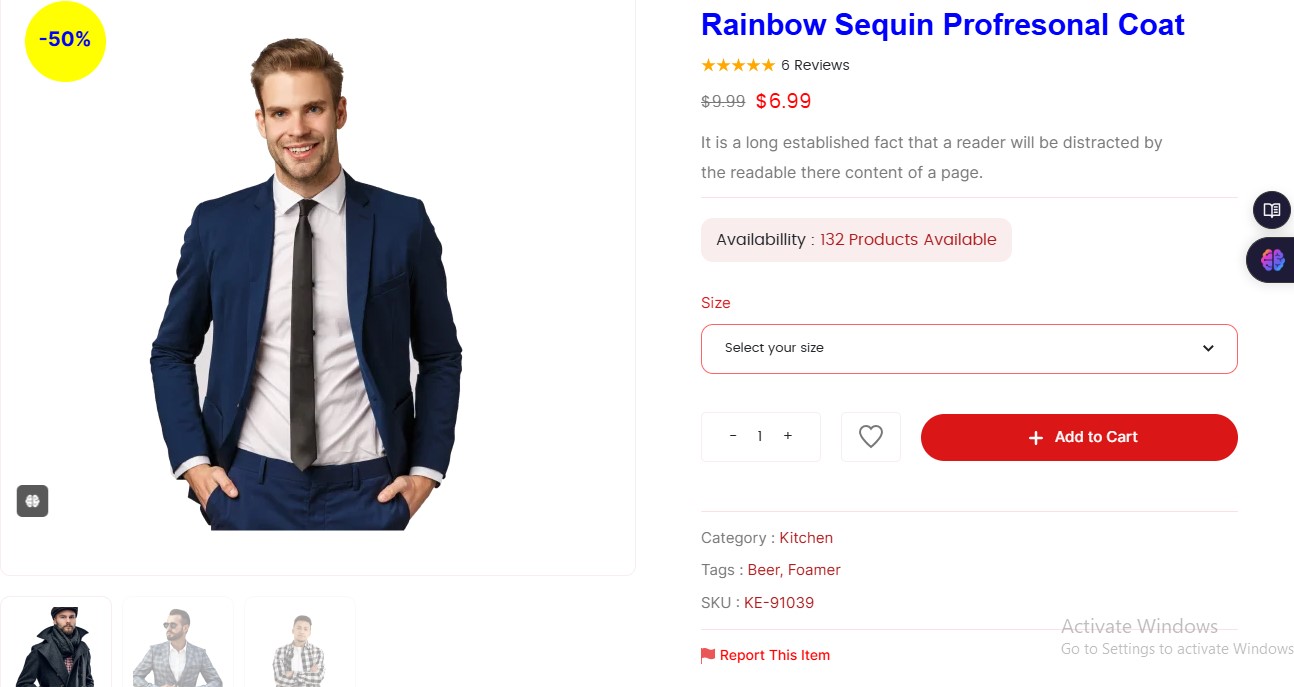 -50%
Rainbow Sequin Profresonal Coat
6 Reviews
$9.99 $6.99
It is a long established fact that a reader will be distracted by
the readable there content of a page.
Availabillity : 132 Products Available
Size
Select your size
- 1 +
+ Add to Cart
Category : Kitchen
Tags : Beer, Foamer
SKU : KE-91039
Activate Windows
Go to Settings to activate Windows
Report This Item